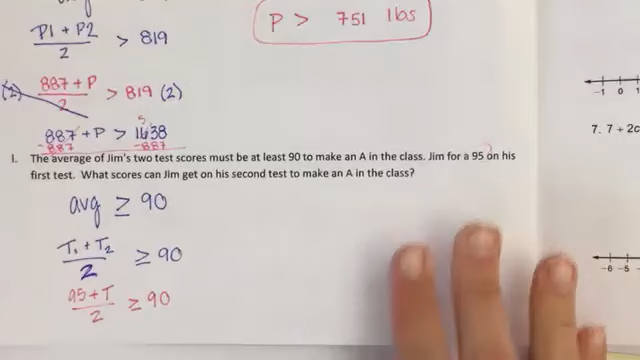 P1 + P2
2
> 819
P > 751 lbs
(2) 887 + P
2
> 819 (2)
887 + P > 1638
-887 -887
I. The average of Jim's two test scores must be at least 90 to make an A in the class. Jim for a 95 on his
first test. What scores can Jim get on his second test to make an A in the class?
avg ≥ 90
T1 + T2
2
≥ 90
95 + T
2
≥ 90
-1 0 1
7. 7 + 2c
-6 -5